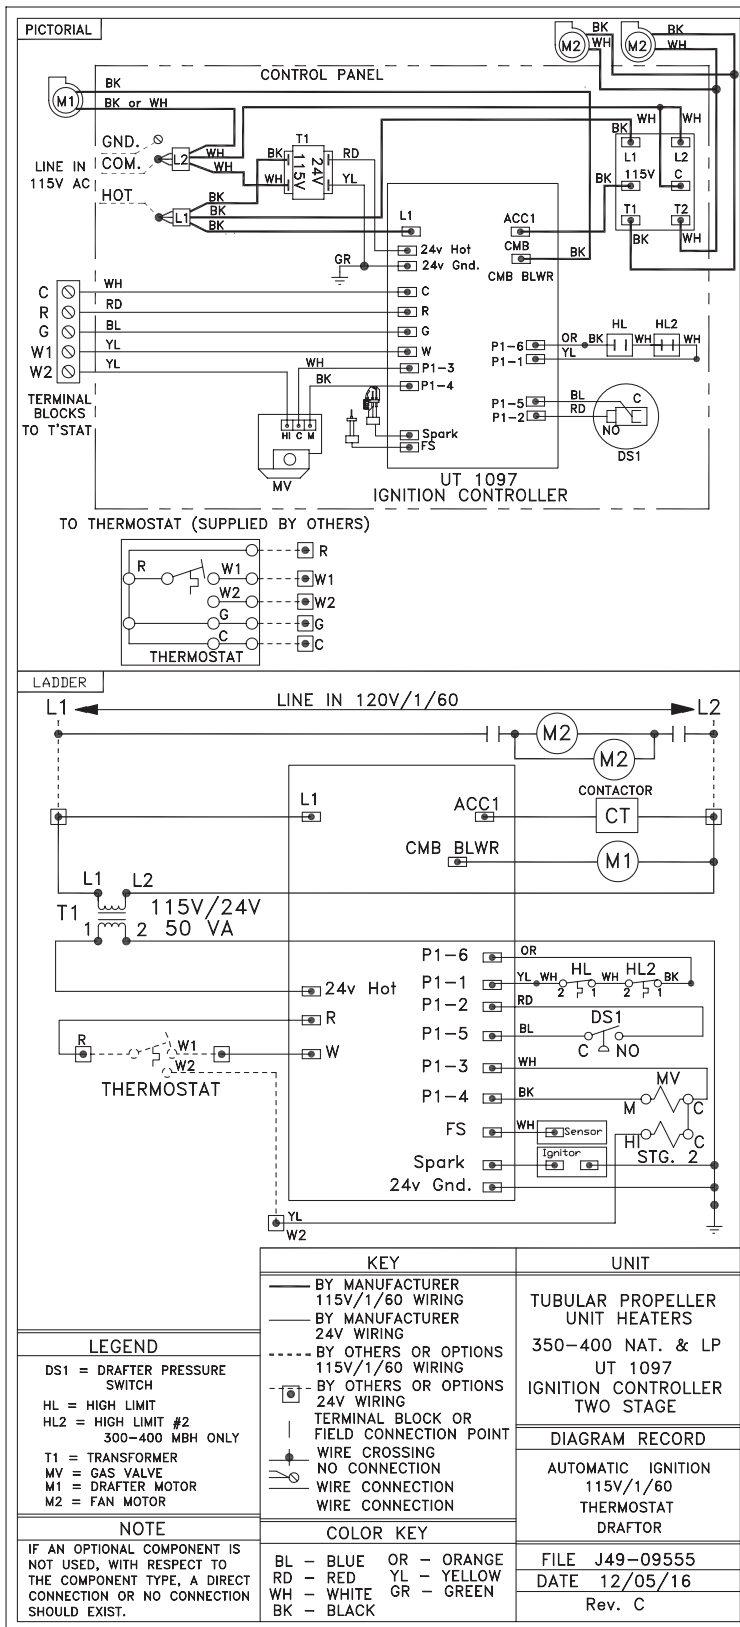 PICTORIAL
M2
BK
WH
M2
BK
WH
CONTROL PANEL
M1
BK
BK or WH
GND.
COM.
LINE IN
115V AC
HOT
L2
WH
WH
L1
BK
BK
BK
T1
BK
WH
115V
24V
RD
YL
GR
WH
WH
BK
L1
L2
115V
C
BK
T1
T2
BK
WH
L1
ACC1
24v Hot
CMB
BK
24v Gnd.
CMB BLWR
C
R
G
W1
W2
WH
RD
BL
YL
YL
C
R
G
W
WH
P1-3
BK
P1-4
P1-6
OR
BK
HL
WH
HL2
WH
P1-1
YL
P1-5
BL
C
P1-2
RD
NO
DS1
TERMINAL
BLOCKS
TO T'STAT
HI C M
MV
Spark
FS
UT 1097
IGNITION CONTROLLER
TO THERMOSTAT (SUPPLIED BY OTHERS)
R
R
W1
W1
W2
W2
G
G
C
C
THERMOSTAT
LADDER
L1
LINE IN 120V/1/60
L2
M2
M2
CONTACTOR
L1
ACC1
CT
CMB BLWR
M1
L1 L2
T1
115V/24V
1 2
50 VA
P1-6
OR
24v Hot
P1-1
YL
WH
HL
WH
HL2
BK
2 1
2 1
P1-2
RD
R
P1-5
BL
DS1
C
NO
R
W1
W
W2
THERMOSTAT
P1-3
WH
P1-4
BK
MV
M
C
FS
WH
Sensor
HI
C
STG. 2
Spark
Ignitor
24v Gnd.
YL
W2
KEY
BY MANUFACTURER
115V/1/60 WIRING
BY MANUFACTURER
24V WIRING
BY OTHERS OR OPTIONS
115V/1/60 WIRING
BY OTHERS OR OPTIONS
24V WIRING
TERMINAL BLOCK OR
FIELD CONNECTION POINT
WIRE CROSSING
NO CONNECTION
WIRE CONNECTION
WIRE CONNECTION
UNIT
TUBULAR PROPELLER
UNIT HEATERS
350-400 NAT. & LP
UT 1097
IGNITION CONTROLLER
TWO STAGE
LEGEND
DS1 = DRAFTER PRESSURE
SWITCH
HL = HIGH LIMIT
HL2 = HIGH LIMIT #2
300-400 MBH ONLY
T1 = TRANSFORMER
MV = GAS VALVE
M1 = DRAFTER MOTOR
M2 = FAN MOTOR
DIAGRAM RECORD
AUTOMATIC IGNITION
115V/1/60
THERMOSTAT
DRAFTOR
NOTE
IF AN OPTIONAL COMPONENT IS
NOT USED, WITH RESPECT TO
THE COMPONENT TYPE, A DIRECT
CONNECTION OR NO CONNECTION
SHOULD EXIST.
COLOR KEY
BL - BLUE OR - ORANGE
RD - RED YL - YELLOW
WH - WHITE GR - GREEN
BK - BLACK
FILE J49-09555
DATE 12/05/16
Rev. C